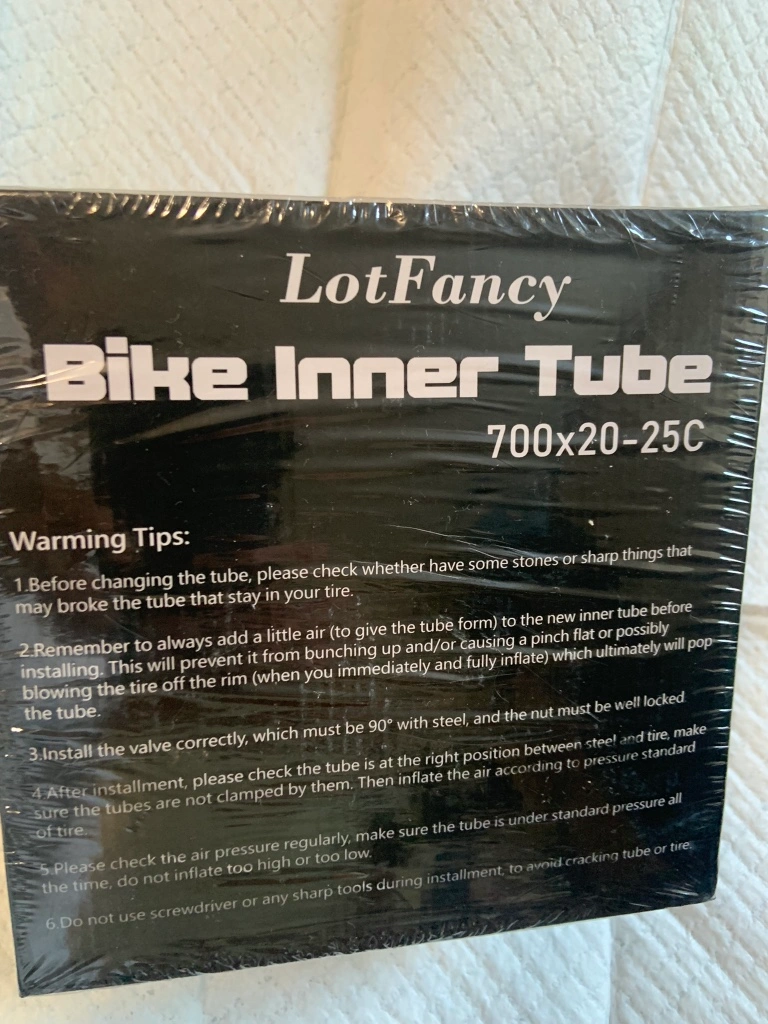 LotFancy
Bike Inner Tube
700x20-25C
Warming Tips:
1.Before changing the tube, please check whether have some stones or sharp things that
may broke the tube that stay in your tire.
2.Remember to always add a little air (to give the tube form) to the new inner tube before
installing. This will prevent it from bunching up and/or causing a pinch flat or possibly
blowing the tire off the rim (when you immediately and fully inflate) which ultimately will pop
the tube.
3.Install the valve correctly, which must be 90° with steel, and the nut must be well locked.
4.After installment, please check the tube is at the right position between steel and tire, make
sure the tubes are not clamped by them. Then inflate the air according to pressure standard
of tire.
5.Please check the air pressure regularly, make sure the tube is under standard pressure all
the time, do not inflate too high or too low.
6.Do not use screwdriver or any sharp tools during installment, to avoid cracking tube or tire.